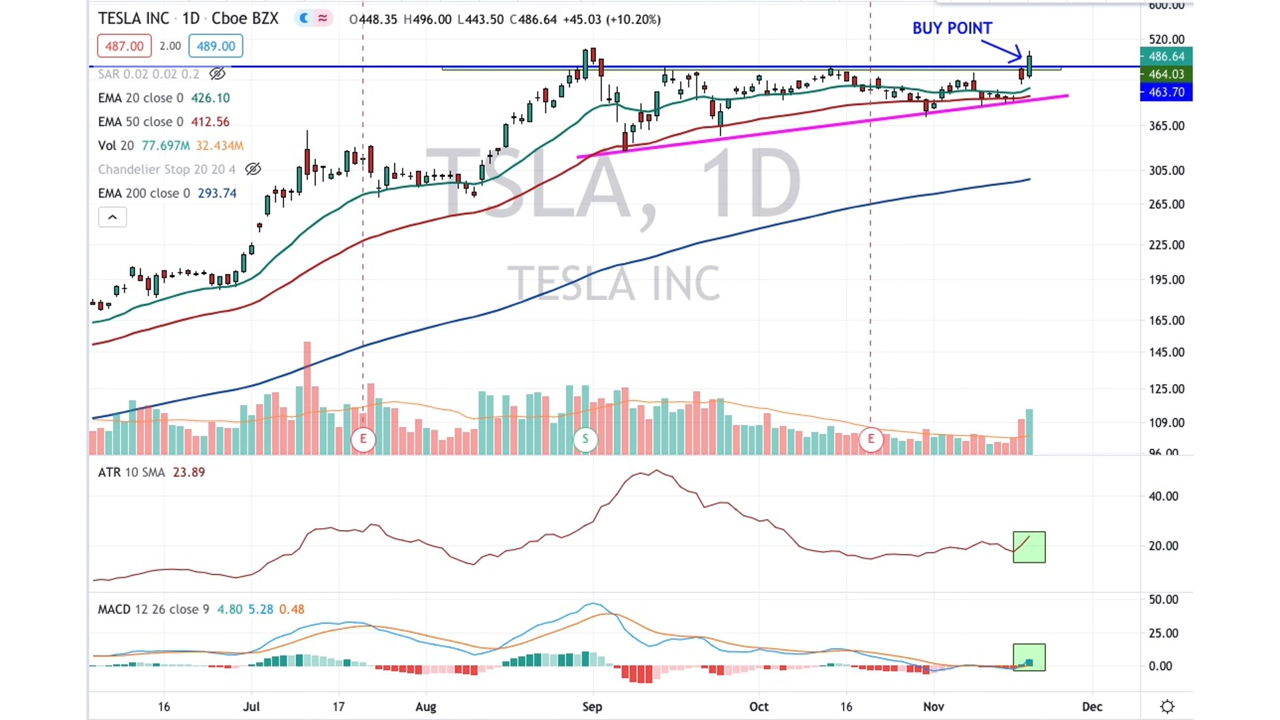 TESLA INC · 1D · Cboe BZX
O448.35 H496.00 L443.50 C486.64 +45.03 (+10.20%)
487.00 2.00 489.00
SAR 0.02 0.02 0.2
EMA 20 close 0 426.10
EMA 50 close 0 412.56
Vol 20 77.697M 32.434M
Chandelier Stop 20 20 4
EMA 200 close 0 293.74
BUY POINT
TSLA, 1D
TESLA INC
600.00
520.00
486.64
464.03
463.70
365.00
305.00
265.00
225.00
195.00
165.00
145.00
125.00
109.00
96.00
E
S
E
ATR 10 SMA 23.89
40.00
20.00
MACD 12 26 close 9 4.80 5.28 0.48
50.00
25.00
0.00
16 Jul 17 Aug Sep Oct 16 Nov Dec